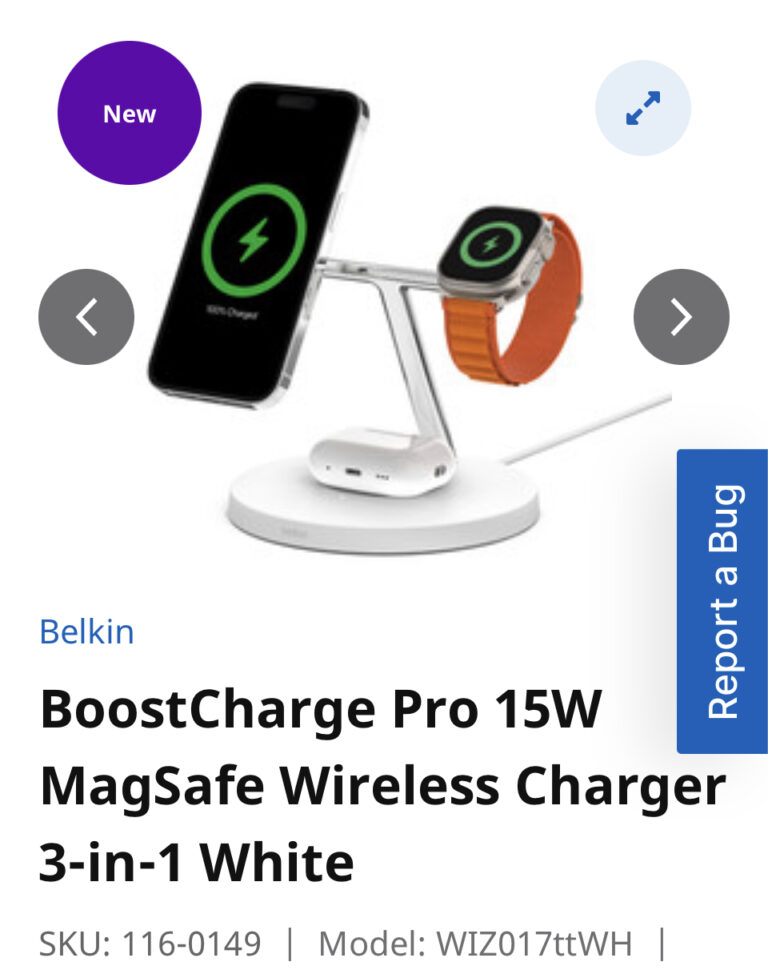 New
100% Charged
Report a Bug
Belkin
BoostCharge Pro 15W
MagSafe Wireless Charger
3-in-1 White
SKU: 116-0149 | Model: WIZ017ttWH |